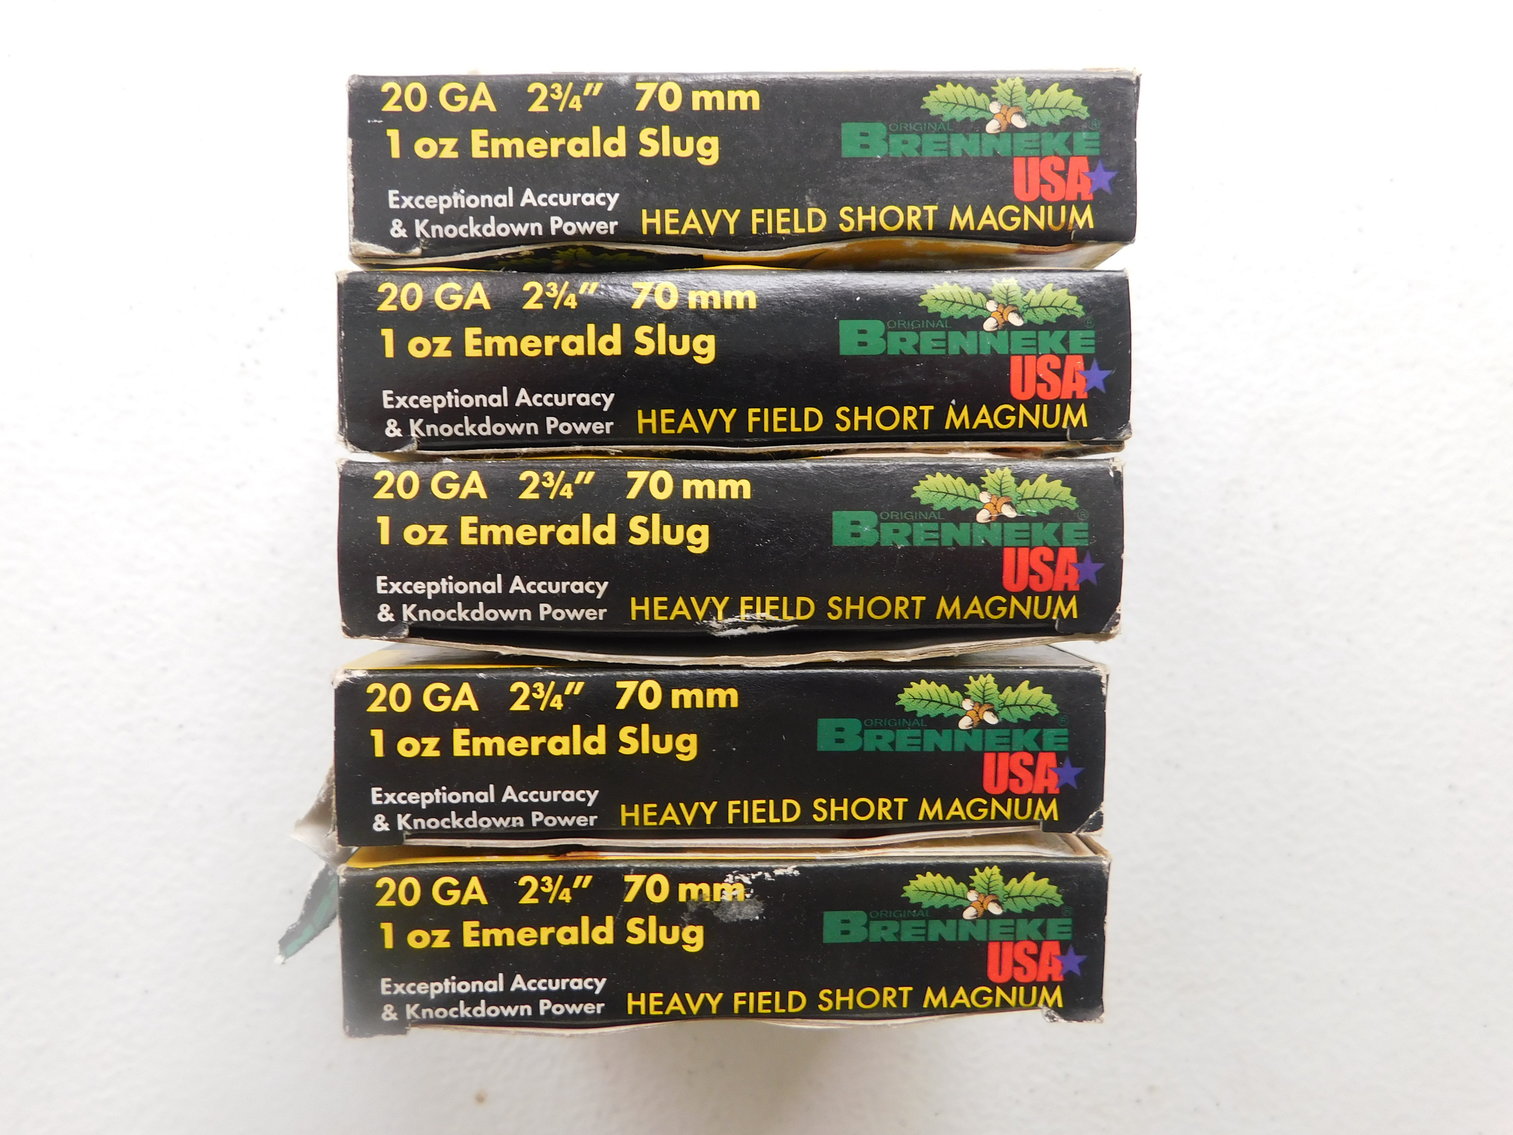 20 GA 2¾" 70 mm
1 oz Emerald Slug
Exceptional Accuracy
& Knockdown Power
ORIGINAL
BRENNEKE®
USA
HEAVY FIELD SHORT MAGNUM
20 GA 2¾" 70 mm
1 oz Emerald Slug
Exceptional Accuracy
& Knockdown Power
ORIGINAL
BRENNEKE®
USA
HEAVY FIELD SHORT MAGNUM
20 GA 2¾" 70 mm
1 oz Emerald Slug
Exceptional Accuracy
& Knockdown Power
ORIGINAL
BRENNEKE®
USA
HEAVY FIELD SHORT MAGNUM
20 GA 2¾" 70 mm
1 oz Emerald Slug
Exceptional Accuracy
& Knockdown Power
ORIGINAL
BRENNEKE®
USA
HEAVY FIELD SHORT MAGNUM
20 GA 2¾" 70 mm
1 oz Emerald Slug
Exceptional Accuracy
& Knockdown Power
ORIGINAL
BRENNEKE®
USA
HEAVY FIELD SHORT MAGNUM